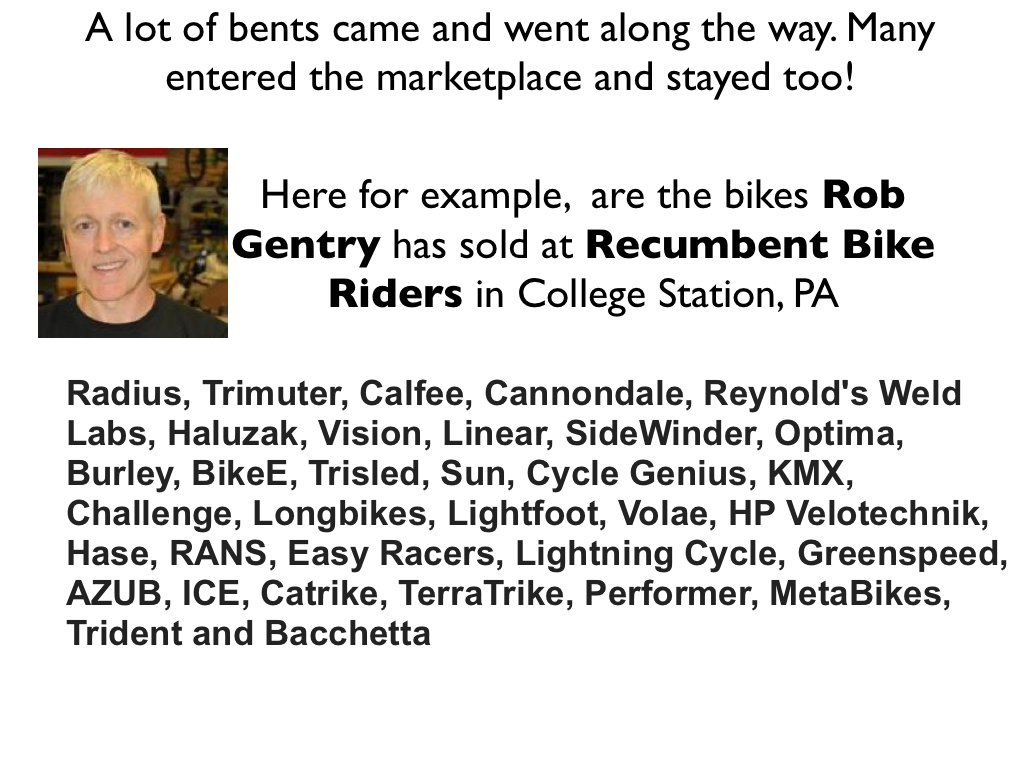 A lot of bents came and went along the way. Many
entered the marketplace and stayed too!
Here for example,  are the bikes Rob
Gentry has sold at Recumbent Bike
Riders in College Station, PA
Radius, Trimuter, Calfee, Cannondale, Reynold's Weld
Labs, Haluzak, Vision, Linear, SideWinder, Optima,
Burley, BikeE, Trisled, Sun, Cycle Genius, KMX,
Challenge, Longbikes, Lightfoot, Volae, HP Velotechnik,
Hase, RANS, Easy Racers, Lightning Cycle, Greenspeed,
AZUB, ICE, Catrike, TerraTrike, Performer, MetaBikes,
Trident and Bacchetta